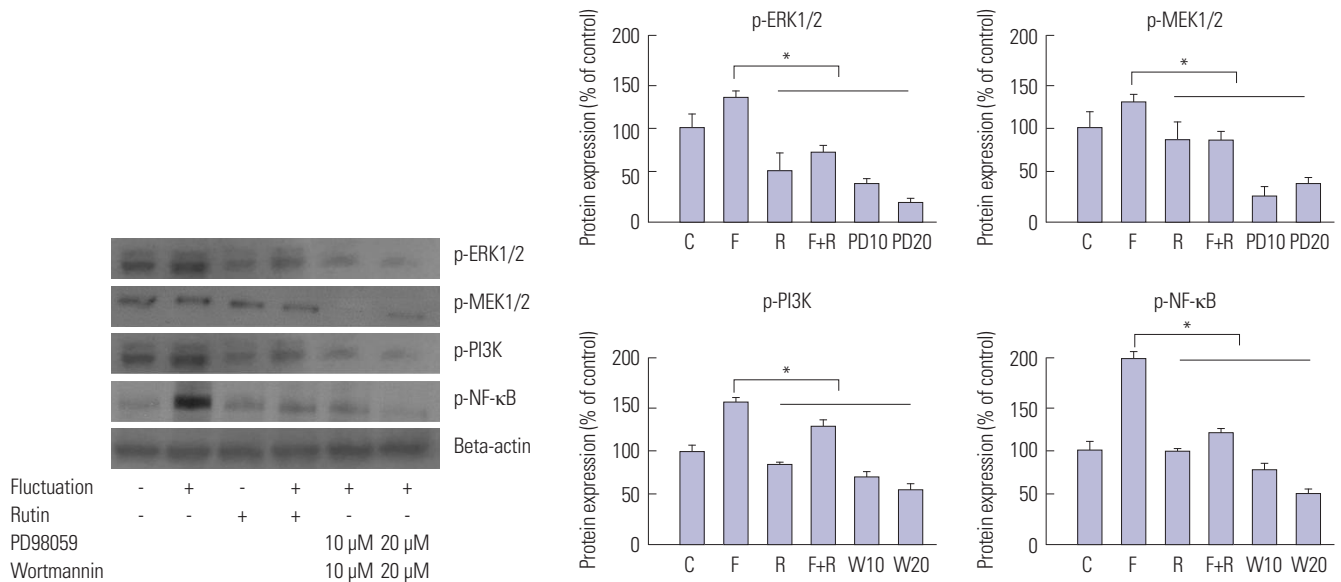 p-ERK1/2
p-MEK1/2
p-PI3K
p-NF-κB
Beta-actin
Fluctuation - + - + + +
Rutin - - + + - -
PD98059 10 µM 20 µM
Wortmannin 10 µM 20 µM
p-ERK1/2
Protein expression (% of control)
200
150
100
50
0
*
C F R F+R PD10 PD20
p-MEK1/2
Protein expression (% of control)
200
150
100
50
0
*
C F R F+R PD10 PD20
p-PI3K
Protein expression (% of control)
200
150
100
50
0
*
C F R F+R W10 W20
p-NF-κB
Protein expression (% of control)
200
150
100
50
0
*
C F R F+R W10 W20